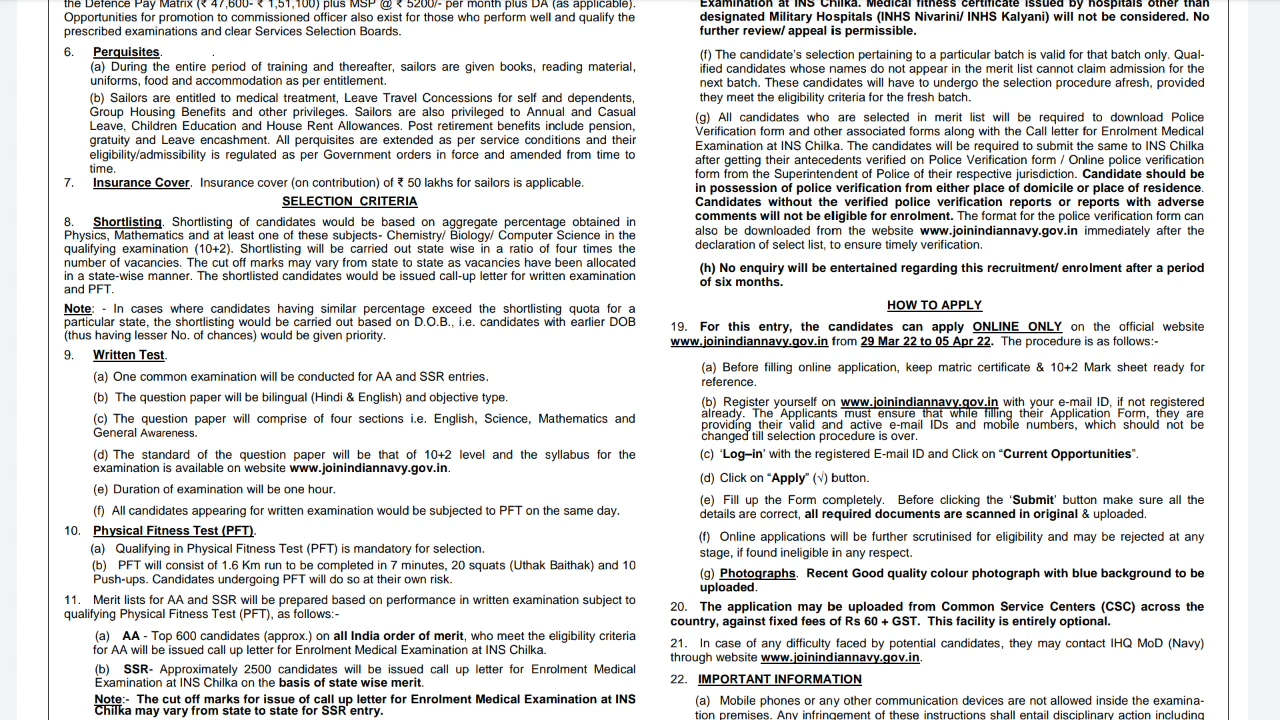 the Defence Pay Matrix (₹ 47,600- ₹ 1,51,100) plus MSP @ ₹ 5200/- per month plus DA (as applicable).
Opportunities for promotion to commissioned officer also exist for those who perform well and qualify the
prescribed examinations and clear Services Selection Boards.
6. Perquisites.
(a) During the entire period of training and thereafter, sailors are given books, reading material,
uniforms, food and accommodation as per entitlement.
(b) Sailors are entitled to medical treatment, Leave Travel Concessions for self and dependents,
Group Housing Benefits and other privileges. Sailors are also privileged to Annual and Casual
Leave, Children Education and House Rent Allowances. Post retirement benefits include pension,
gratuity and Leave encashment. All perquisites are extended as per service conditions and their
eligibility/admissibility is regulated as per Government orders in force and amended from time to
time.
7. Insurance Cover. Insurance cover (on contribution) of ₹ 50 lakhs for sailors is applicable.
SELECTION CRITERIA
8. Shortlisting. Shortlisting of candidates would be based on aggregate percentage obtained in
Physics, Mathematics and at least one of these subjects- Chemistry/ Biology/ Computer Science in the
qualifying examination (10+2). Shortlisting will be carried out state wise in a ratio of four times the
number of vacancies. The cut off marks may vary from state to state as vacancies have been allocated
in a state-wise manner. The shortlisted candidates would be issued call-up letter for written examination
and PFT.
Note: - In cases where candidates having similar percentage exceed the shortlisting quota for a
particular state, the shortlisting would be carried out based on D.O.B., i.e. candidates with earlier DOB
(thus having lesser No. of chances) would be given priority.
9. Written Test.
(a) One common examination will be conducted for AA and SSR entries.
(b) The question paper will be bilingual (Hindi & English) and objective type.
(c) The question paper will comprise of four sections i.e. English, Science, Mathematics and
General Awareness.
(d) The standard of the question paper will be that of 10+2 level and the syllabus for the
examination is available on website www.joinindiannavy.gov.in.
(e) Duration of examination will be one hour.
(f) All candidates appearing for written examination would be subjected to PFT on the same day.
10. Physical Fitness Test (PFT).
(a) Qualifying in Physical Fitness Test (PFT) is mandatory for selection.
(b) PFT will consist of 1.6 Km run to be completed in 7 minutes, 20 squats (Uthak Baithak) and 10
Push-ups. Candidates undergoing PFT will do so at their own risk.
11. Merit lists for AA and SSR will be prepared based on performance in written examination subject to
qualifying Physical Fitness Test (PFT), as follows:-
(a) AA - Top 600 candidates (approx.) on all India order of merit, who meet the eligibility criteria
for AA will be issued call up letter for Enrolment Medical Examination at INS Chilka.
(b) SSR- Approximately 2500 candidates will be issued call up letter for Enrolment Medical
Examination at INS Chilka on the basis of state wise merit.
Note:- The cut off marks for issue of call up letter for Enrolment Medical Examination at INS
Chilka may vary from state to state for SSR entry.
Examination at INS Chilka. Medical fitness certificate issued by hospitals other than
designated Military Hospitals (INHS Nivarini/ INHS Kalyani) will not be considered. No
further review/ appeal is permissible.
(f) The candidate's selection pertaining to a particular batch is valid for that batch only. Qual-
ified candidates whose names do not appear in the merit list cannot claim admission for the
next batch. These candidates will have to undergo the selection procedure afresh, provided
they meet the eligibility criteria for the fresh batch.
(g) All candidates who are selected in merit list will be required to download Police
Verification form and other associated forms along with the Call letter for Enrolment Medical
Examination at INS Chilka. The candidates will be required to submit the same to INS Chilka
after getting their antecedents verified on Police Verification form / Online police verification
form from the Superintendent of Police of their respective jurisdiction. Candidate should be
in possession of police verification from either place of domicile or place of residence.
Candidates without the verified police verification reports or reports with adverse
comments will not be eligible for enrolment. The format for the police verification form can
also be downloaded from the website www.joinindiannavy.gov.in immediately after the
declaration of select list, to ensure timely verification.
(h) No enquiry will be entertained regarding this recruitment/ enrolment after a period
of six months.
HOW TO APPLY
19. For this entry, the candidates can apply ONLINE ONLY on the official website
www.joinindiannavy.gov.in from 29 Mar 22 to 05 Apr 22. The procedure is as follows:-
(a) Before filling online application, keep matric certificate & 10+2 Mark sheet ready for
reference.
(b) Register yourself on www.joinindiannavy.gov.in with your e-mail ID, if not registered
already. The Applicants must ensure that while filling their Application Form, they are
providing their valid and active e-mail IDs and mobile numbers, which should not be
changed till selection procedure is over.
(c) 'Log–in' with the registered E-mail ID and Click on "Current Opportunities".
(d) Click on "Apply" (√) button.
(e) Fill up the Form completely. Before clicking the 'Submit' button make sure all the
details are correct, all required documents are scanned in original & uploaded.
(f) Online applications will be further scrutinised for eligibility and may be rejected at any
stage, if found ineligible in any respect.
(g) Photographs. Recent Good quality colour photograph with blue background to be
uploaded.
20. The application may be uploaded from Common Service Centers (CSC) across the
country, against fixed fees of Rs 60 + GST. This facility is entirely optional.
21. In case of any difficulty faced by potential candidates, they may contact IHQ MoD (Navy)
through website www.joinindiannavy.gov.in.
22. IMPORTANT INFORMATION
(a) Mobile phones or any other communication devices are not allowed inside the examina-
tion premises. Any infringement of these instructions shall entail disciplinary action including